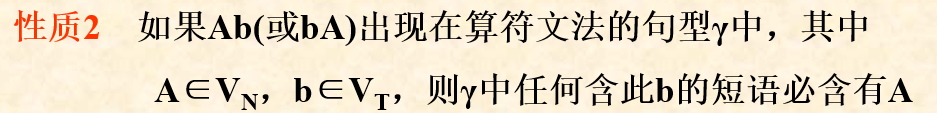 性质2 如果Ab(或bA)出现在算符文法的句型γ中，其中
A∈V_N，b∈V_T，则γ中任何含此b的短语必含有A